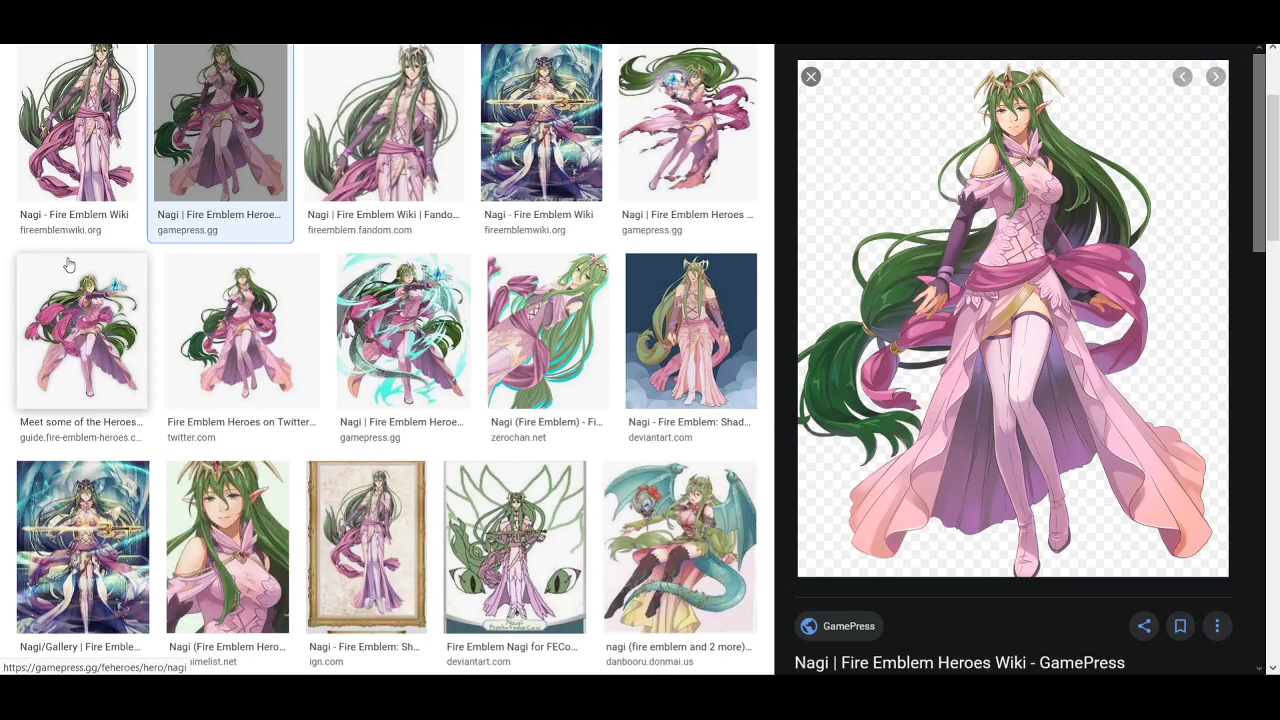 Nagi - Fire Emblem Wiki
fireemblemwiki.org
Nagi | Fire Emblem Heroe...
gamepress.gg
Nagi | Fire Emblem Wiki | Fando...
fireemblem.fandom.com
Nagi - Fire Emblem Wiki
fireemblemwiki.org
Nagi | Fire Emblem Heroes ...
gamepress.gg
Meet some of the Heroes...
guide.fire-emblem-heroes.c...
Fire Emblem Heroes on Twitter...
twitter.com
Nagi | Fire Emblem Heroe...
gamepress.gg
Nagi (Fire Emblem) - Fi...
zerochan.net
Nagi - Fire Emblem: Shad...
deviantart.com
Nagi/Gallery | Fire Emble...
Nagi (Fire Emblem Hero...
imelist.net
Nagi - Fire Emblem: Sh...
ign.com
Fire Emblem Nagi for FECo...
deviantart.com
nagi (fire emblem and 2 more)...
danbooru.donmai.us
https://gamepress.gg/feheroes/hero/nagi
GamePress
Nagi | Fire Emblem Heroes Wiki - GamePress